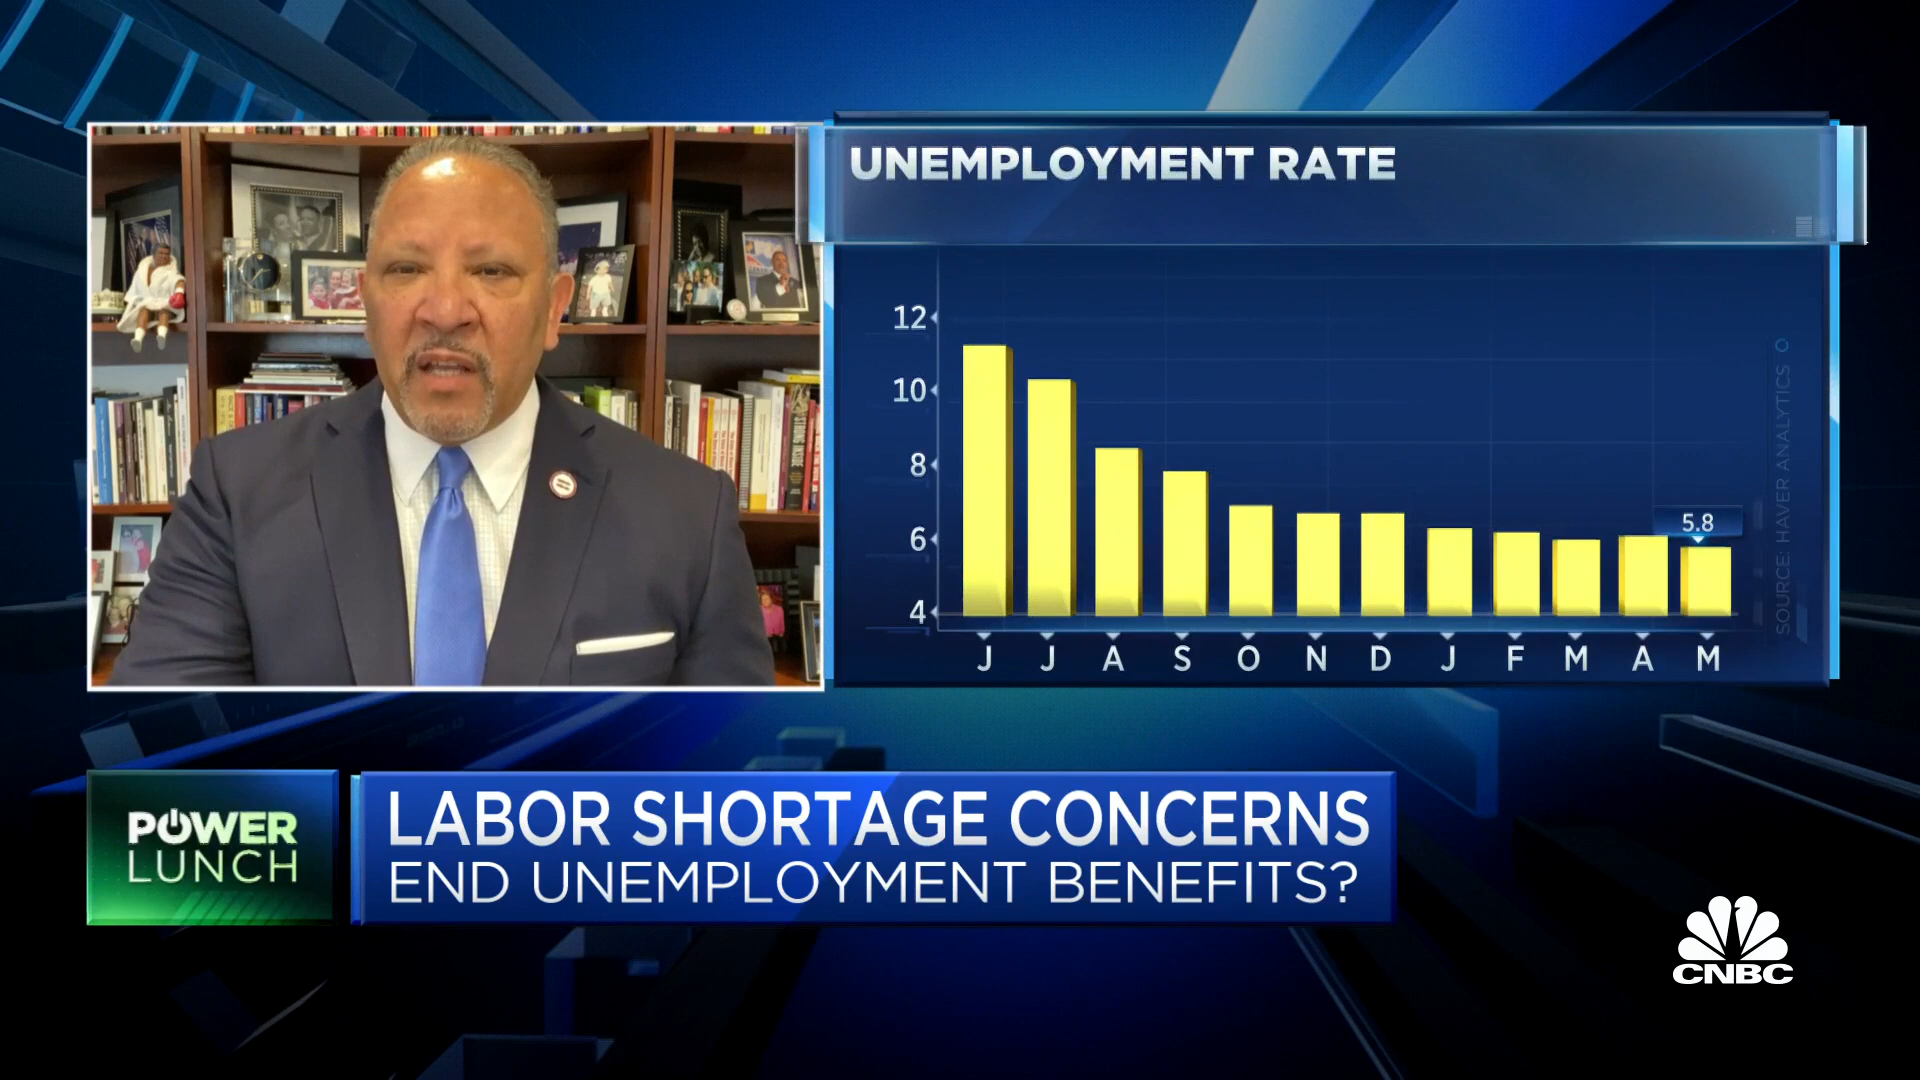 UNEMPLOYMENT RATE
12
10
8
6
4
5.8
J J A S O N D J F M A M
SOURCE: HAVER ANALYTICS
POWER
LUNCH
LABOR SHORTAGE CONCERNS
END UNEMPLOYMENT BENEFITS?
CNBC